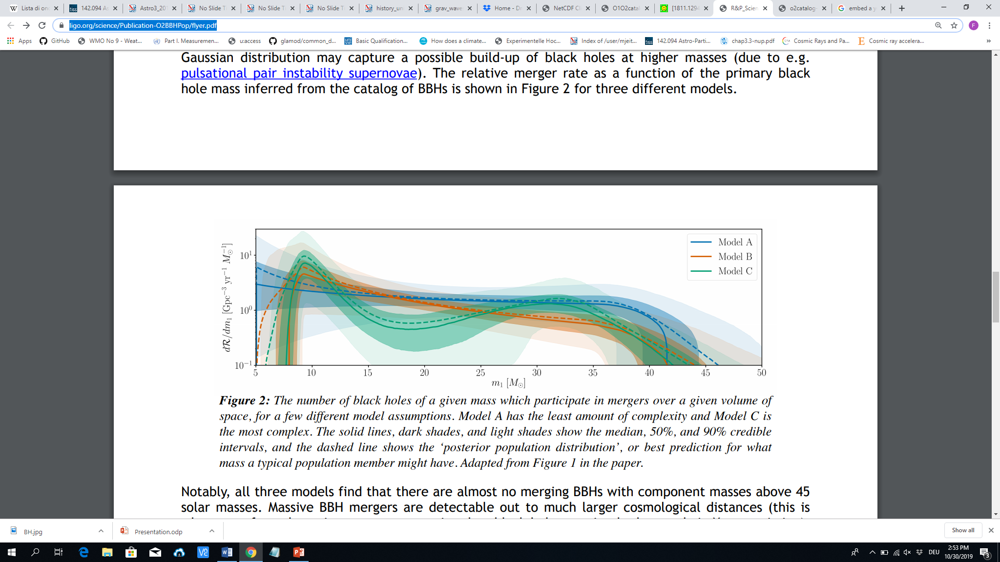 Lista di on
142.094 As
Astro3_20
No Slide T
No Slide T
No Slide T
history_un
grav_wave
Home - Dr
NetCDF Cl
O1O2catal
[1811.1294
R&P_Scien
o2catalog-
embed a y
ligo.org/science/Publication-O2BBHPop/flyer.pdf
F
Apps
GitHub
WMO No 9 - Weat...
Part I. Measuremen...
u:access
glamod/common_d...
Basic Qualification...
How does a climate...
Experimentelle Hoc...
Index of /user/mjeit...
142.094 Astro-Parti...
chap3.3-nup.pdf
Cosmic Rays and Pa...
Cosmic ray accelera...
Gaussian distribution may capture a possible build-up of black holes at higher masses (due to e.g.
pulsational pair instability supernovae). The relative merger rate as a function of the primary black
hole mass inferred from the catalog of BBHs is shown in Figure 2 for three different models.
dR/dm₁ [Gpc⁻³ yr⁻¹ M⊙⁻¹]
10¹
10⁰
10⁻¹
Model A
Model B
Model C
5 10 15 20 25 30 35 40 45 50
m₁ [M⊙]
Figure 2: The number of black holes of a given mass which participate in mergers over a given volume of
space, for a few different model assumptions. Model A has the least amount of complexity and Model C is
the most complex. The solid lines, dark shades, and light shades show the median, 50%, and 90% credible
intervals, and the dashed line shows the ‘posterior population distribution’, or best prediction for what
mass a typical population member might have. Adapted from Figure 1 in the paper.
Notably, all three models find that there are almost no merging BBHs with component masses above 45
solar masses. Massive BBH mergers are detectable out to much larger cosmological distances (this is
BH.jpg
Presentation.odp
Show all
DEU
2:53 PM
10/30/2019
3